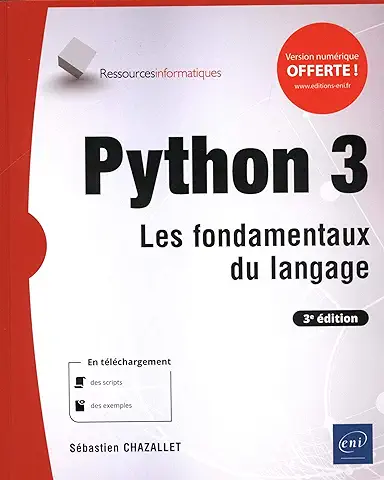 Version numérique
OFFERTE !
www.editions-eni.fr
Ressourcesinformatiques
Python 3
Les fondamentaux
du langage
3e édition
En téléchargement
des scripts
des exemples
Sébastien CHAZALLET
eni